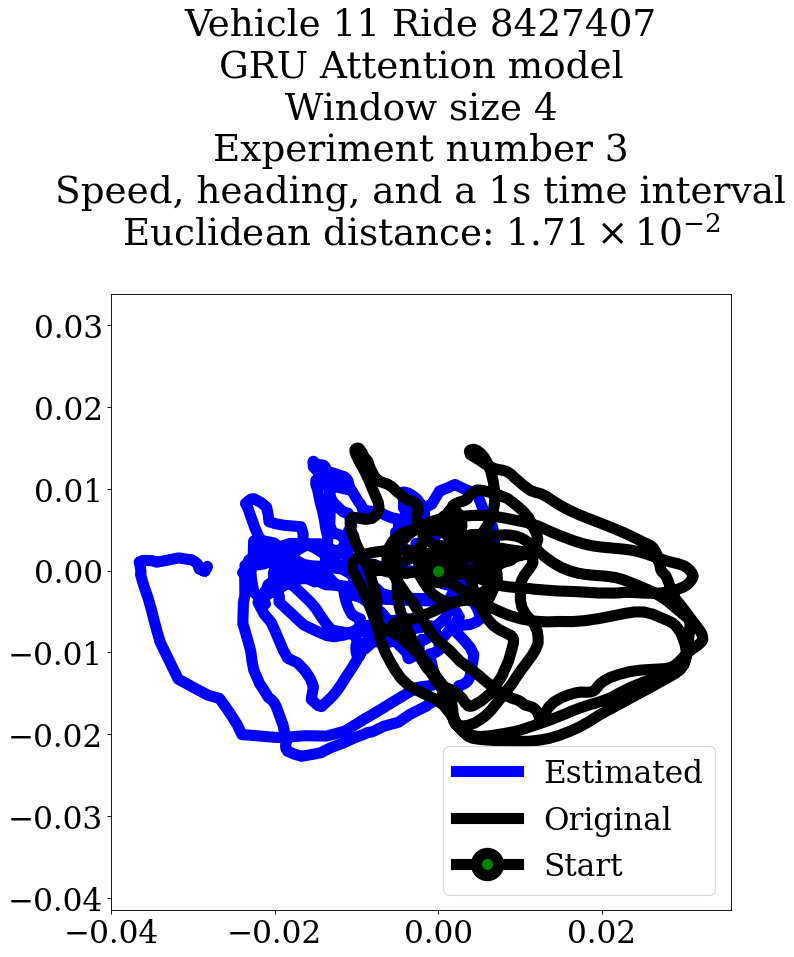 Vehicle 11 Ride 8427407
GRU Attention model
Window size 4
Experiment number 3
Speed, heading, and a 1s time interval
Euclidean distance: 1.71 × 10⁻²
0.03
0.02
0.01
0.00
−0.01
−0.02
−0.03
−0.04
Estimated
Original
Start
−0.04
−0.02
0.00
0.02